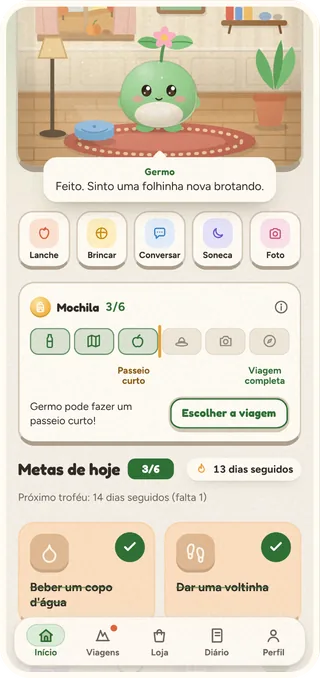 Germo
Feito. Sinto uma folhinha nova brotando.
Lanche
Brincar
Conversar
Soneca
Foto
Mochila 3/6
Passeio
curto
Viagem
completa
Germo pode fazer um
passeio curto!
Escolher a viagem
Metas de hoje 3/6 13 dias seguidos
Próximo troféu: 14 dias seguidos (falta 1)
Beber um copo
d'água
Dar uma voltinha
Início
Viagens
Loja
Diário
Perfil